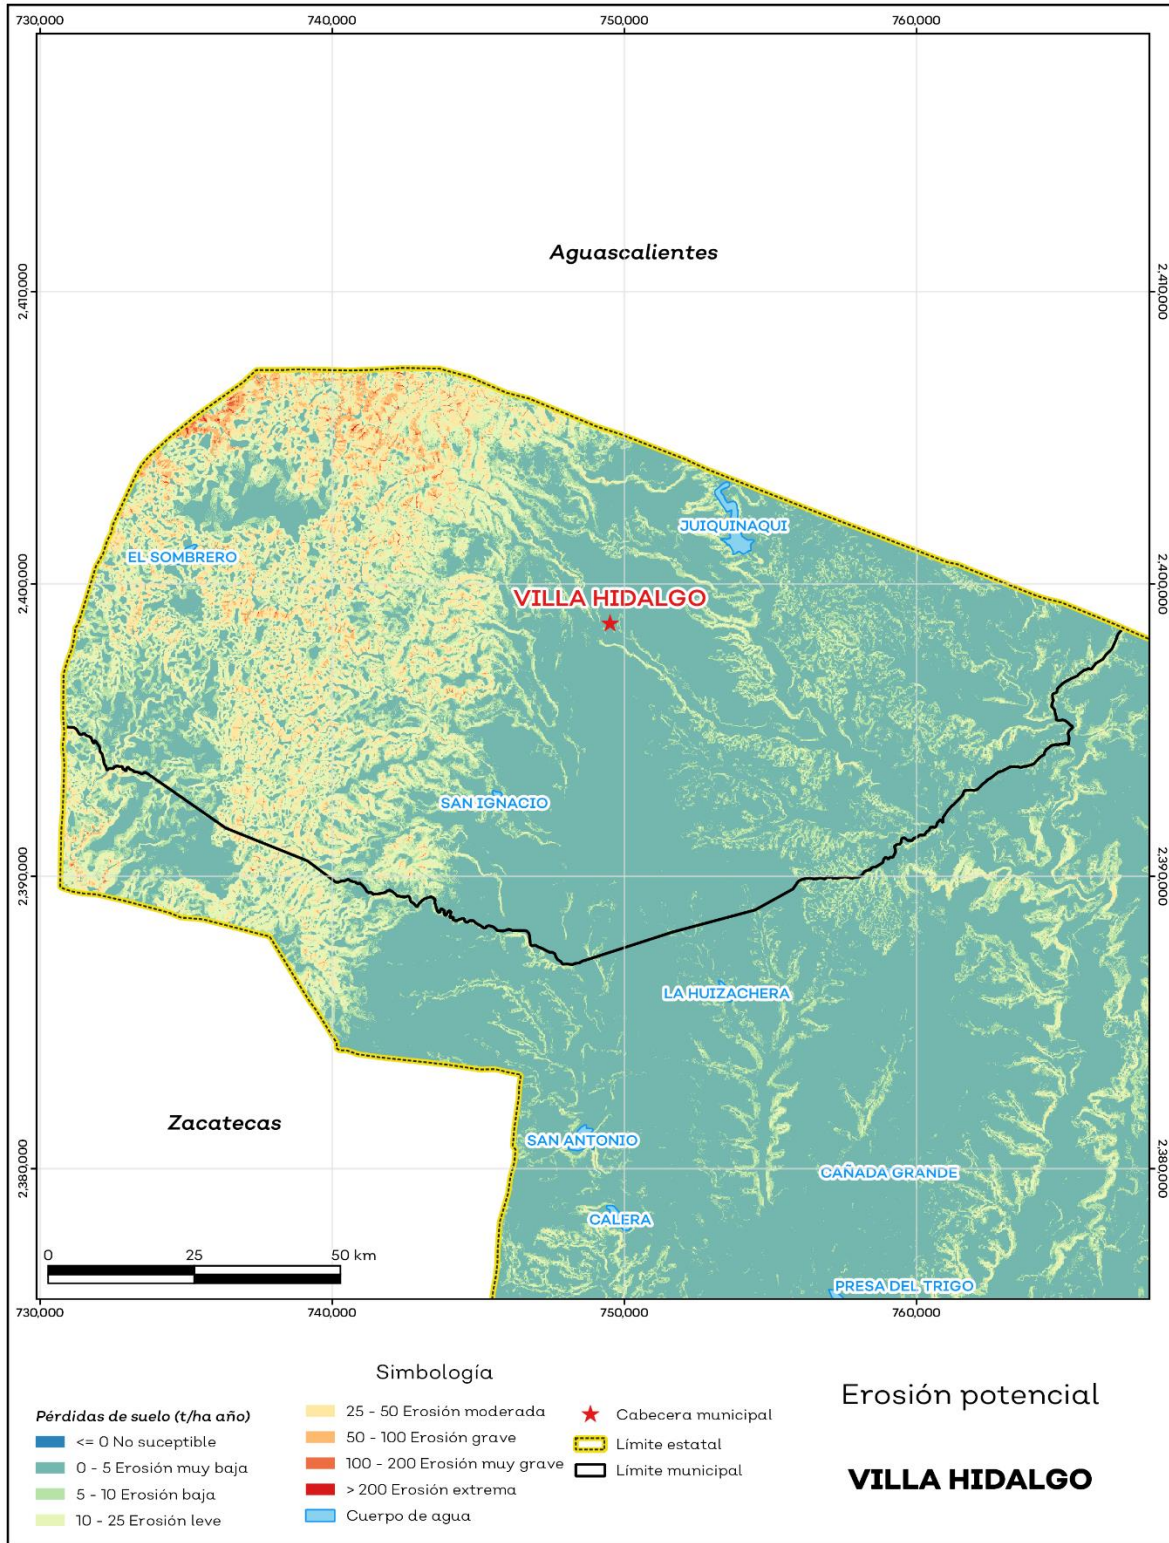 730,000
740,000
750,000
760,000
Aguascalientes
2,410,000
2,410,000
JUIQUINAQUI
EL SOMBRERO
2,400,000
2,400,000
VILLA HIDALGO
SAN IGNACIO
2,390,000
2,390,000
LA HUIZACHERA
Zacatecas
SAN ANTONIO
2,380,000
2,380,000
CAÑADA GRANDE
CALERA
0 25 50 km
PRESA DEL TRIGO
730,000
740,000
750,000
760,000
Simbología
Pérdidas de suelo (t/ha año)
<= 0 No suceptible
0 - 5 Erosión muy baja
5 - 10 Erosión baja
10 - 25 Erosión leve
25 - 50 Erosión moderada
50 - 100 Erosión grave
100 - 200 Erosión muy grave
> 200 Erosión extrema
Cuerpo de agua
Cabecera municipal
Límite estatal
Límite municipal
Erosión potencial
VILLA HIDALGO